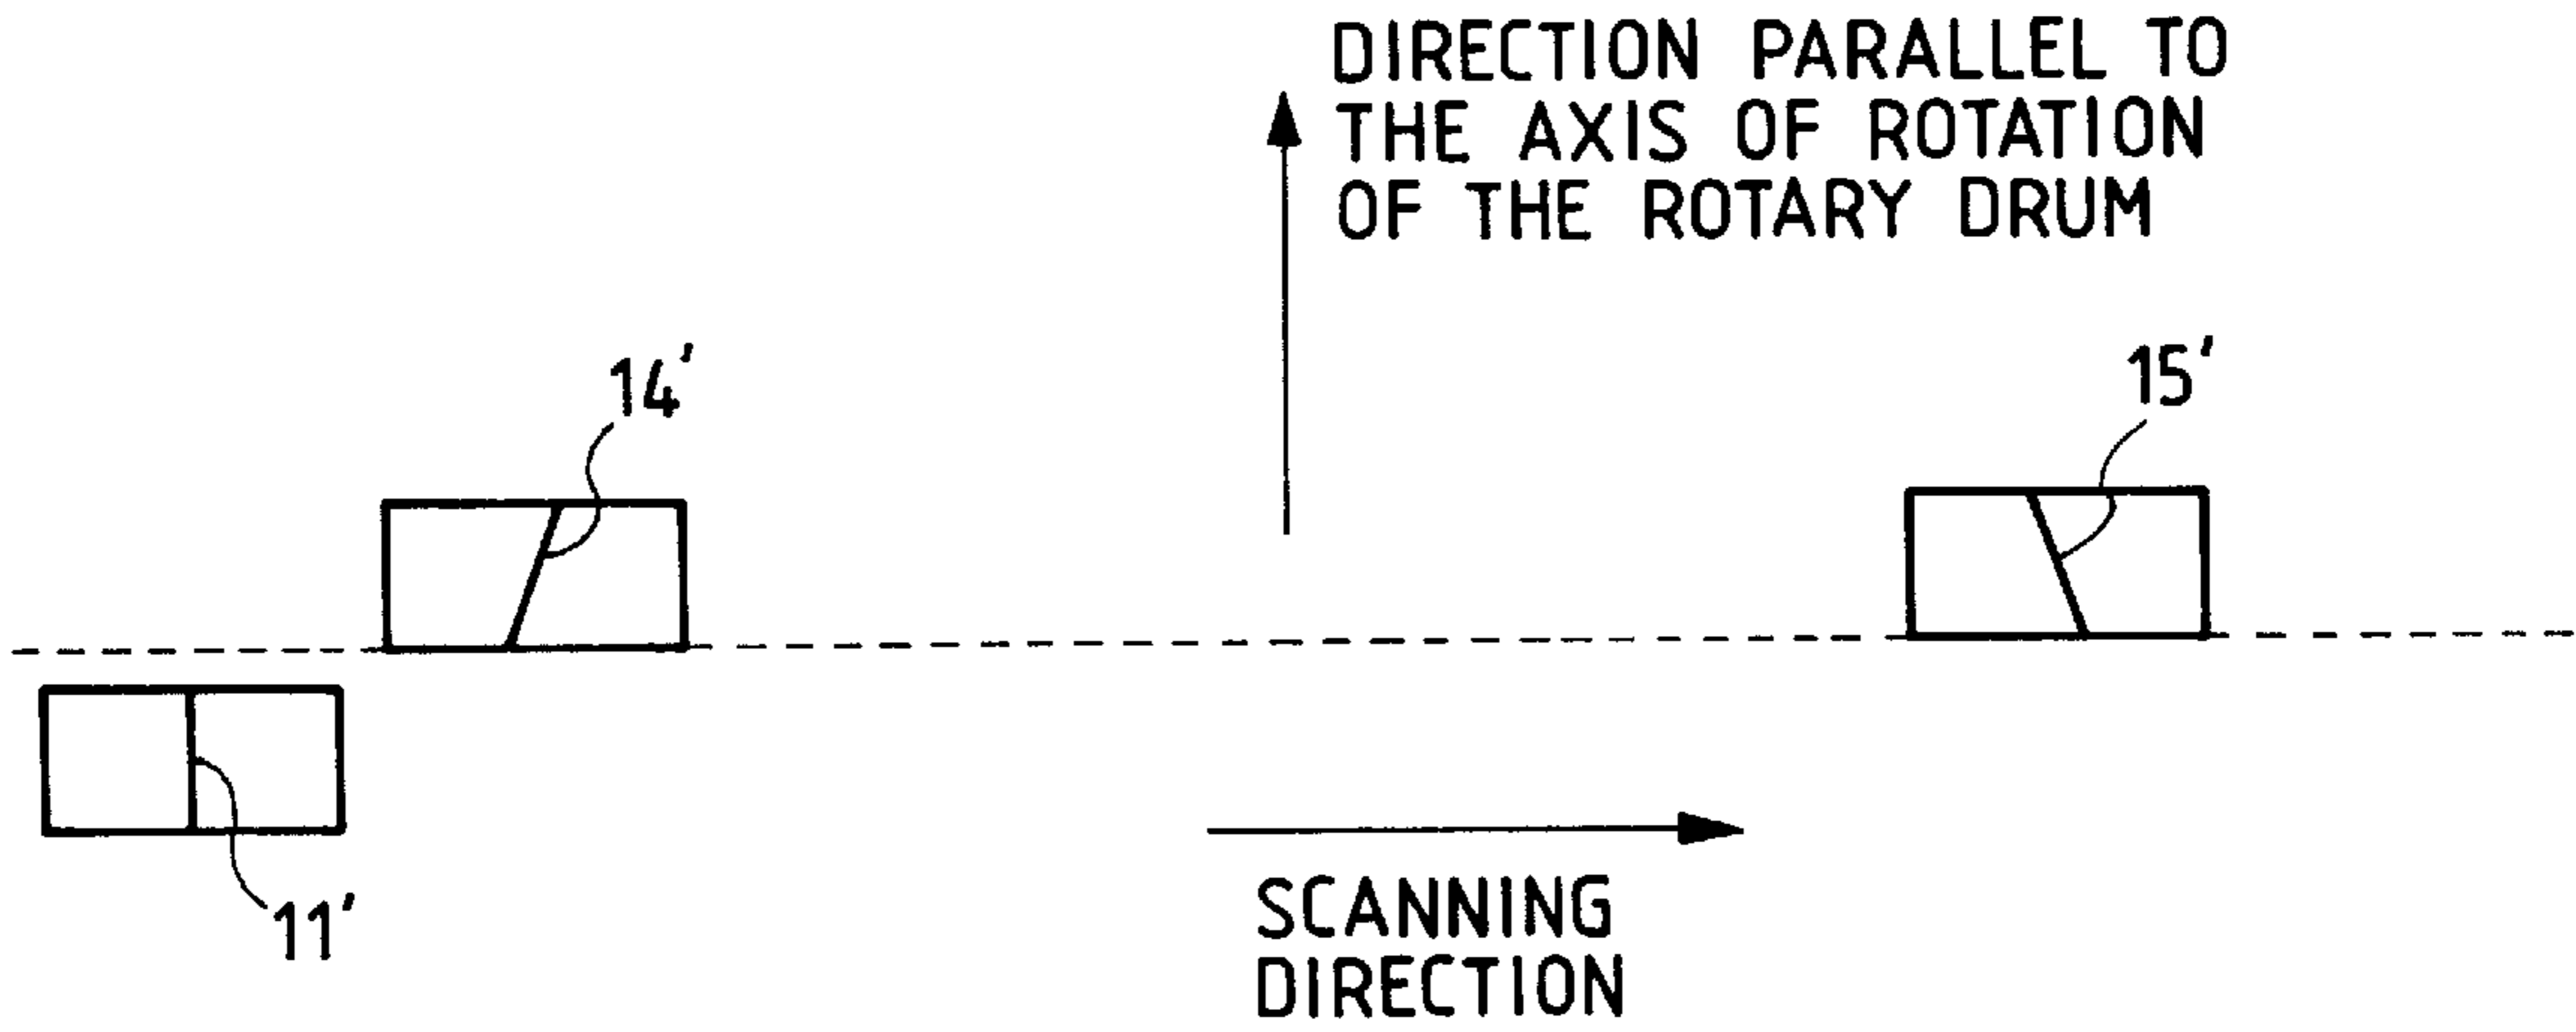 DIRECTION PARALLEL TO
THE AXIS OF ROTATION
OF THE ROTARY DRUM
14'
15'
11'
SCANNING
DIRECTION